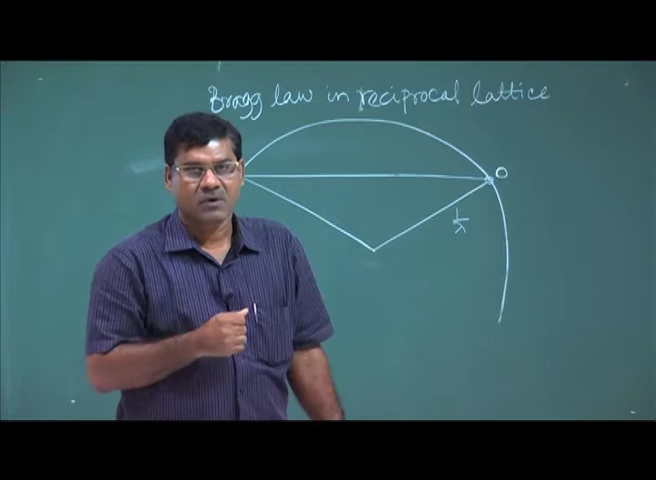 Bragg law in reciprocal lattice
O
1/λ